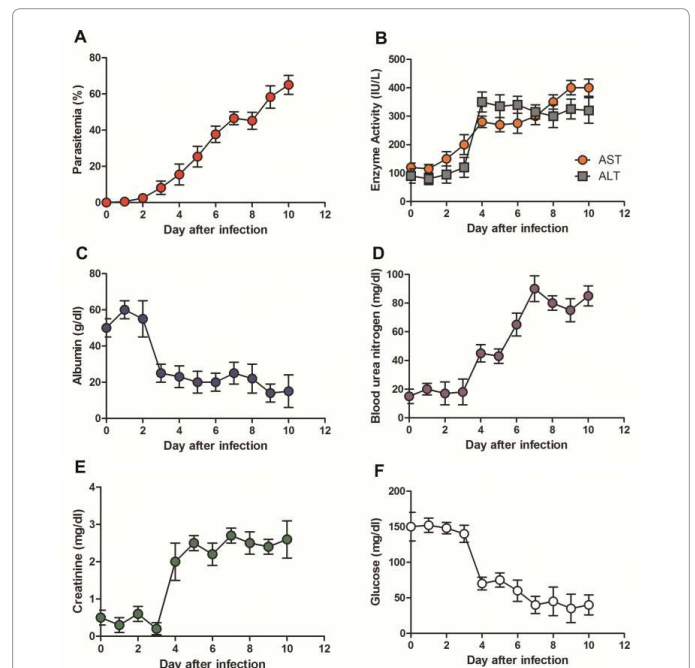 A
Parasitemia (%)
80
60
40
20
0
0 2 4 6 8 10 12
Day after infection
B
Enzyme Activity (IU/L)
500
400
300
200
100
0
0 2 4 6 8 10 12
AST
ALT
Day after infection
C
Albumin (g/dl)
80
60
40
20
0
0 2 4 6 8 10 12
Day after infection
D
Blood urea nitrogen (mg/dl)
100
80
60
40
20
0
0 2 4 6 8 10 12
Day after infection
E
Creatinine (mg/dl)
4
3
2
1
0
0 2 4 6 8 10 12
Day after infection
F
Glucose (mg/dl)
200
150
100
50
0
0 2 4 6 8 10 12
Day after infection